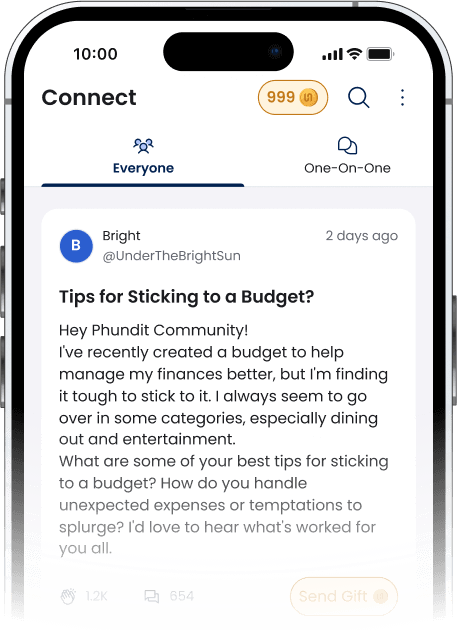 10:00
Connect
999
Everyone
One-On-One
B
Bright
2 days ago
@UnderTheBrightSun
Tips for Sticking to a Budget?
Hey Phundit Community!
I've recently created a budget to help
manage my finances better, but I'm finding
it tough to stick to it. I always seem to go
over in some categories, especially dining
out and entertainment.
What are some of your best tips for sticking
to a budget? How do you handle
unexpected expenses or temptations to
splurge? I'd love to hear what's worked for
you all.
1.2K
654
Send Gift